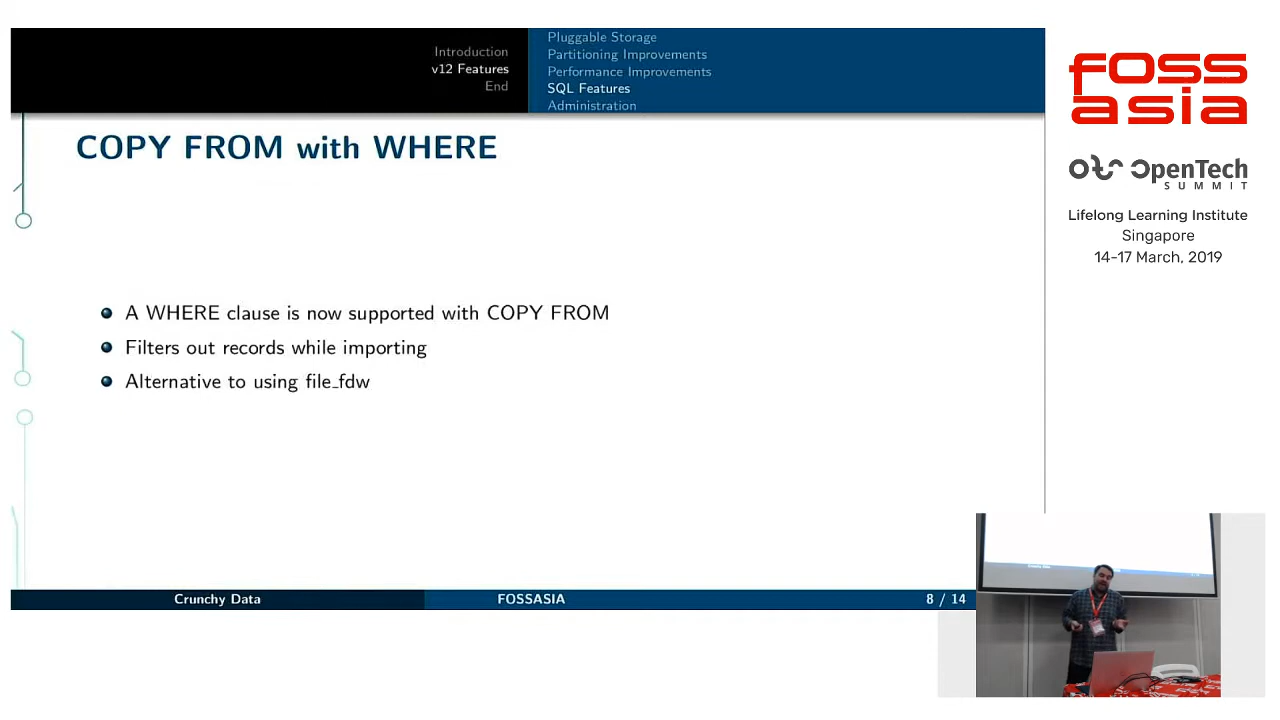 Introduction
v12 Features
End
Pluggable Storage
Partitioning Improvements
Performance Improvements
SQL Features
Administration
COPY FROM with WHERE
A WHERE clause is now supported with COPY FROM
Filters out records while importing
Alternative to using file_fdw
Crunchy Data
FOSSASIA
8 / 14
FOSS
ASIA
OpenTech
SUMMIT
Lifelong Learning Institute
Singapore
14-17 March, 2019